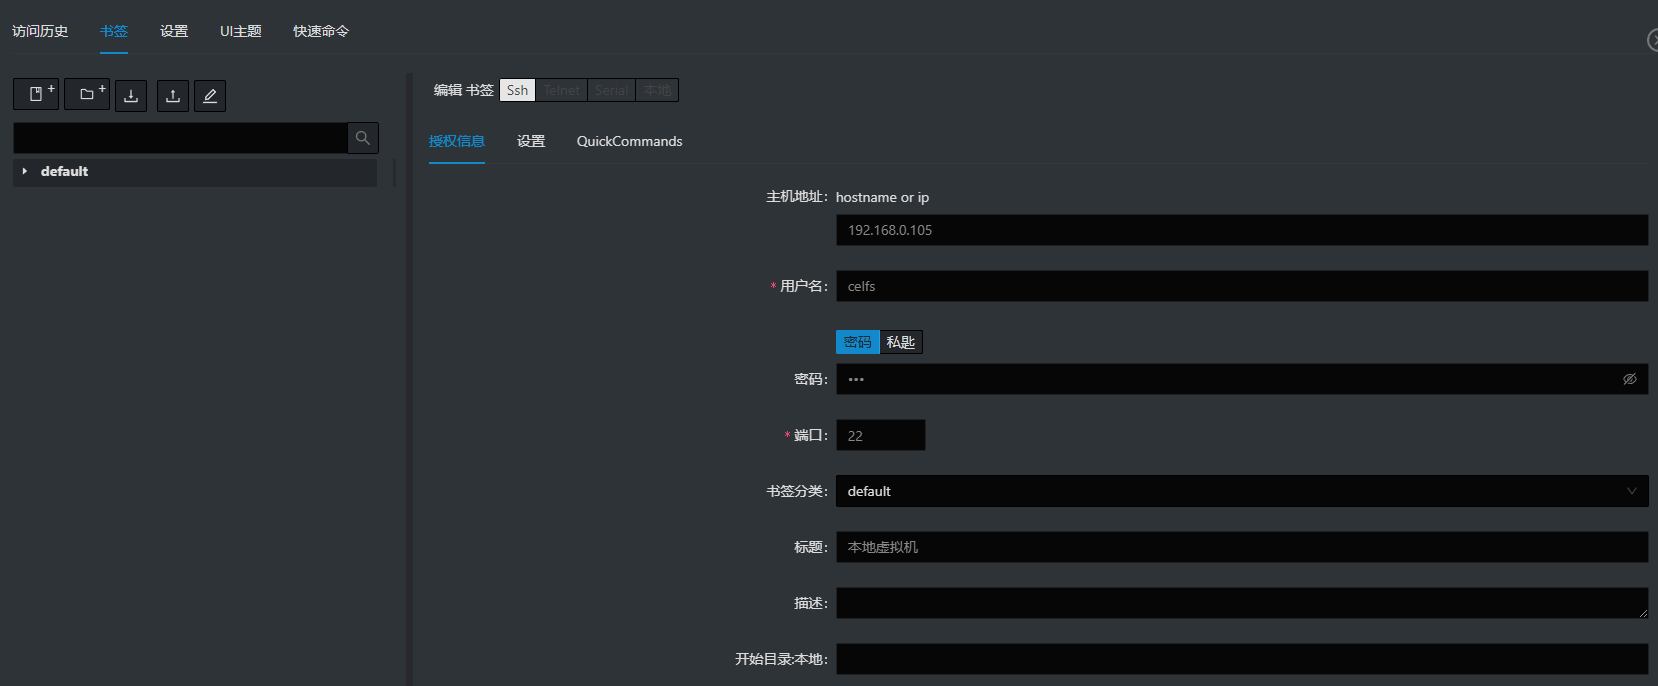 访问历史 书签 设置 UI主题 快速命令
default
编辑 书签 Ssh Telnet Serial 本地
授权信息 设置 QuickCommands
主机地址: hostname or ip
192.168.0.105
* 用户名: celfs
密码 私匙
密码: •••
* 端口: 22
书签分类: default
标题: 本地虚拟机
描述:
开始目录:本地: